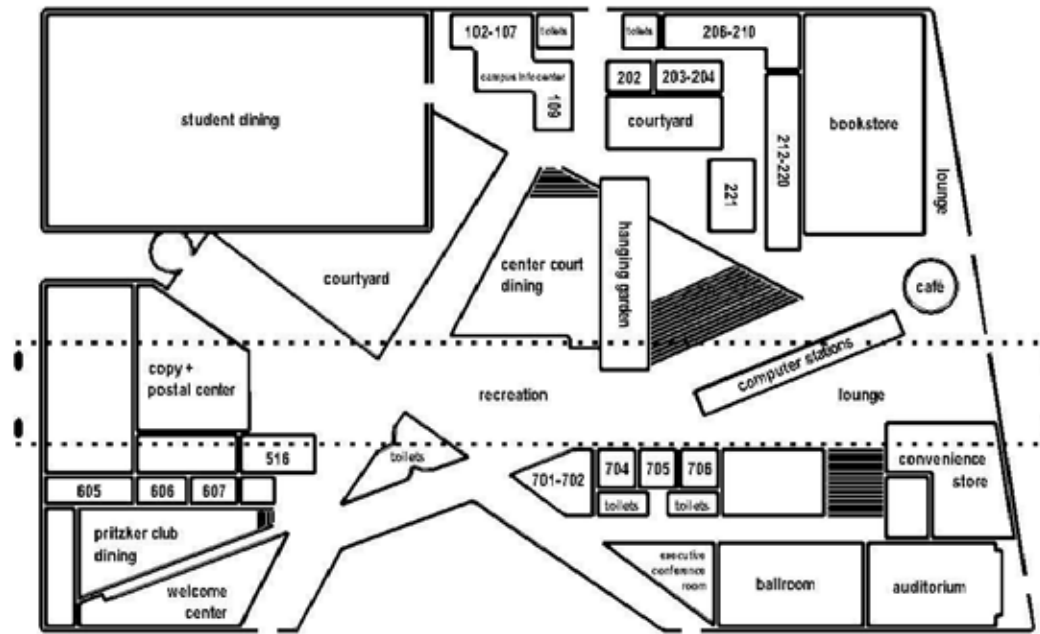 102-107
toilets
toilets
206-210
campus info center
202
203-204
109
student dining
courtyard
bookstore
212-220
221
lounge
hanging garden
center court
dining
courtyard
café
copy +
postal center
computer stations
recreation
lounge
516
toilets
701-702
704
705
706
convenience
store
605
606
607
toilets
toilets
pritzker club
dining
executive
conference
room
ballroom
auditorium
welcome
center